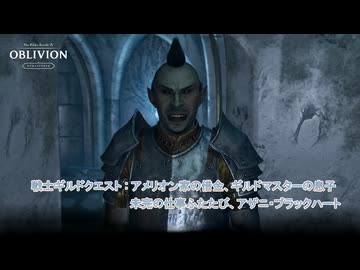 The Elder Scrolls IV
OBLIVION
REMASTERED
戦士ギルドクエスト：アメリオン家の借金、ギルドマスターの息子
未完の仕事ふたたび、アザニ・ブラックハート